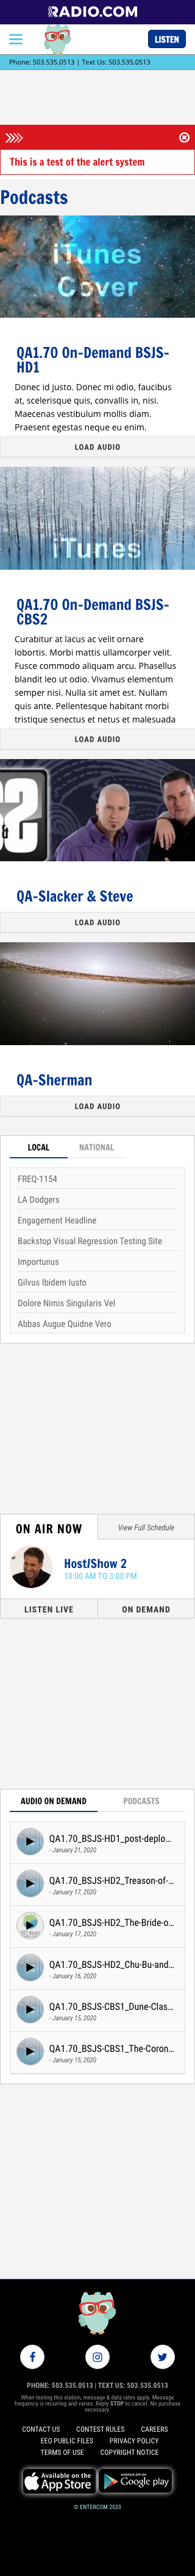 RADIO.COM
LISTEN
Phone: 503.535.0513 | Text Us: 503.535.0513
This is a test of the alert system
Podcasts
iTunes
Cover
QA1.70 On-Demand BSJS-
HD1
Donec id justo. Donec mi odio, faucibus
at, scelerisque quis, convallis in, nisi.
Maecenas vestibulum mollis diam.
Praesent egestas neque eu enim.
LOAD AUDIO
iTunes
QA1.70 On-Demand BSJS-
CBS2
Curabitur a lacus ac velit ornare
lobortis. Morbi mattis ullamcorper velit.
Fusce commodo aliquam arcu. Phasellus
blandit leo ut odio. Vivamus elementum
semper nisi. Nulla sit amet est. Nullam
quis ante. Pellentesque habitant morbi
tristique senectus et netus et malesuada
LOAD AUDIO
QA-Slacker & Steve
LOAD AUDIO
QA-Sherman
LOAD AUDIO
LOCAL NATIONAL
FREQ-1154
LA Dodgers
Engagement Headline
Backstop Visual Regression Testing Site
Importunus
Gilvus Ibidem Iusto
Dolore Nimis Singularis Vel
Abbas Augue Quidne Vero
ON AIR NOW View Full Schedule
Host/Show 2
10:00 AM TO 3:00 PM
LISTEN LIVE ON DEMAND
AUDIO ON DEMAND PODCASTS
QA1.70_BSJS-HD1_post-deplo...
- January 21, 2020
QA1.70_BSJS-HD2_Treason-of-...
- January 17, 2020
QA1.70_BSJS-HD2_The-Bride-o...
- January 17, 2020
QA1.70_BSJS-HD2_Chu-Bu-and...
- January 16, 2020
QA1.70_BSJS-CBS1_Dune-Clas...
- January 15, 2020
QA1.70_BSJS-CBS1_The-Coron...
- January 15, 2020
PHONE: 503.535.0513 | TEXT US: 503.535.0513
When texting this station, message & data rates apply. Message
frequency is recurring and varies. Reply STOP to cancel. No purchase
necessary.
CONTACT US CONTEST RULES CAREERS
EEO PUBLIC FILES PRIVACY POLICY
TERMS OF USE COPYRIGHT NOTICE
Available on the
App Store
ANDROID APP ON
Google play
© ENTERCOM 2020